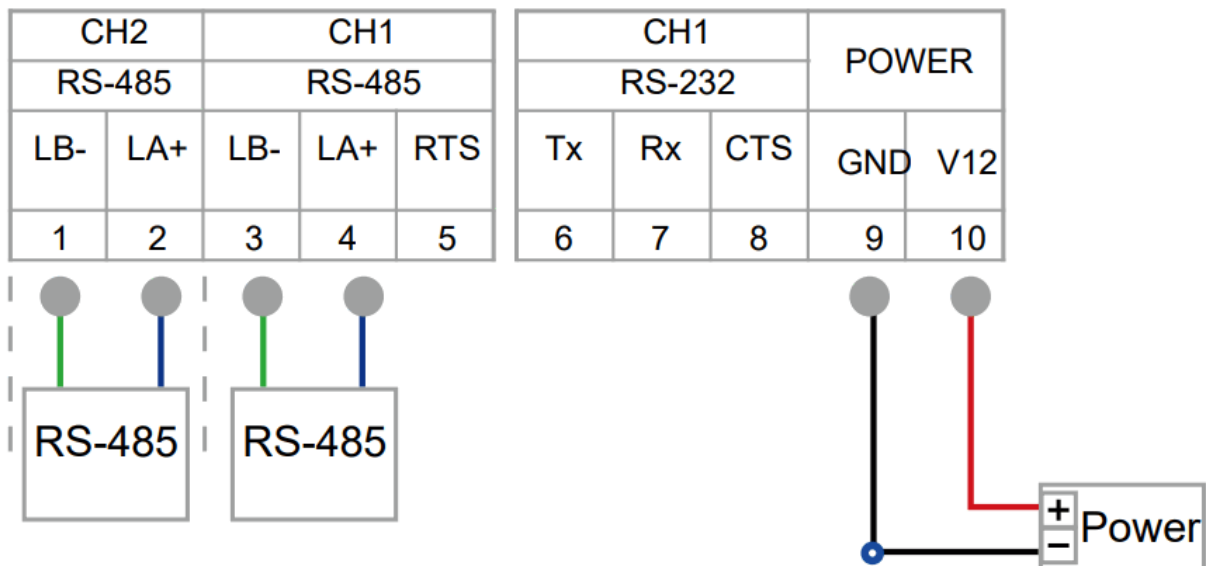 CH2 CH1 CH1 POWER
RS-485 RS-485 RS-232
LB- LA+ LB- LA+ RTS Tx Rx CTS GND V12
1 2 3 4 5 6 7 8 9 10
RS-485 RS-485
+ Power
−